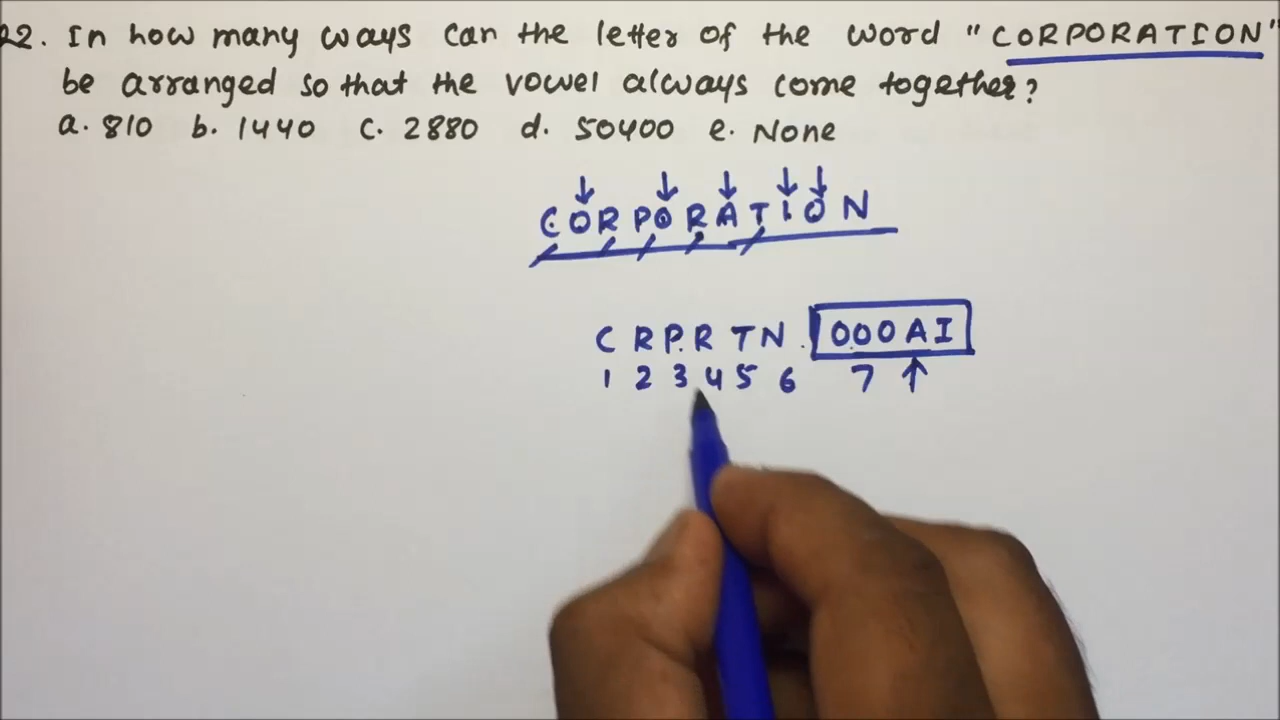 22. In how many ways can the letter of the word "CORPORATION"
be arranged so that the vowel always come together?
a. 810 b. 1440 c. 2880 d. 50400 e. None
CORPORATION
C R P R T N OOOAI
1 2 3 4 5 6 7